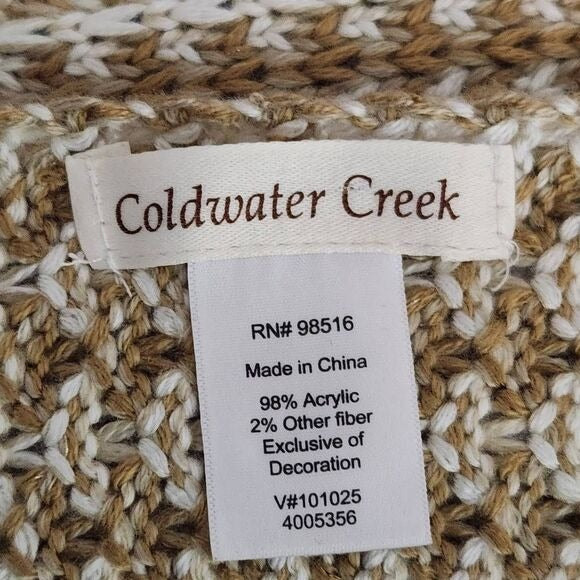 Coldwater Creek
RN# 98516
Made in China
98% Acrylic
2% Other fiber
Exclusive of
Decoration
V#101025
4005356